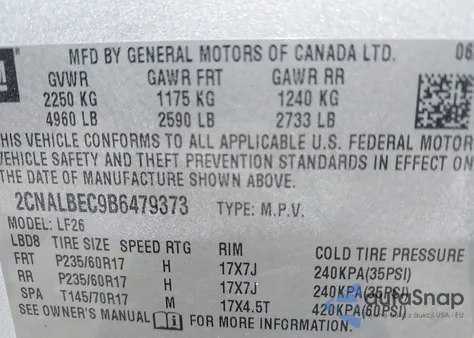 MFD BY GENERAL MOTORS OF CANADA LTD. 06
GVWR GAWR FRT GAWR RR
2250 KG 1175 KG 1240 KG
4960 LB 2590 LB 2733 LB
HIS VEHICLE CONFORMS TO ALL APPLICABLE U.S. FEDERAL MOTOR
VEHICLE SAFETY AND THEFT PREVENTION STANDARDS IN EFFECT ON
THE DATE OF MANUFACTURE SHOWN ABOVE.
2CNALBEC9B6479373 TYPE: M.P.V.
MODEL: LF26
LBD8 TIRE SIZE SPEED RTG RIM COLD TIRE PRESSURE
FRT P235/60R17 H 17X7J 240KPA(35PSI)
RR P235/60R17 H 17X7J 240KPA(35PSI)
SPA T145/70R17 M 17X4.5T 420KPA(60PSI)
SEE OWNER'S MANUAL i FOR MORE INFORMATION.
autoSnap